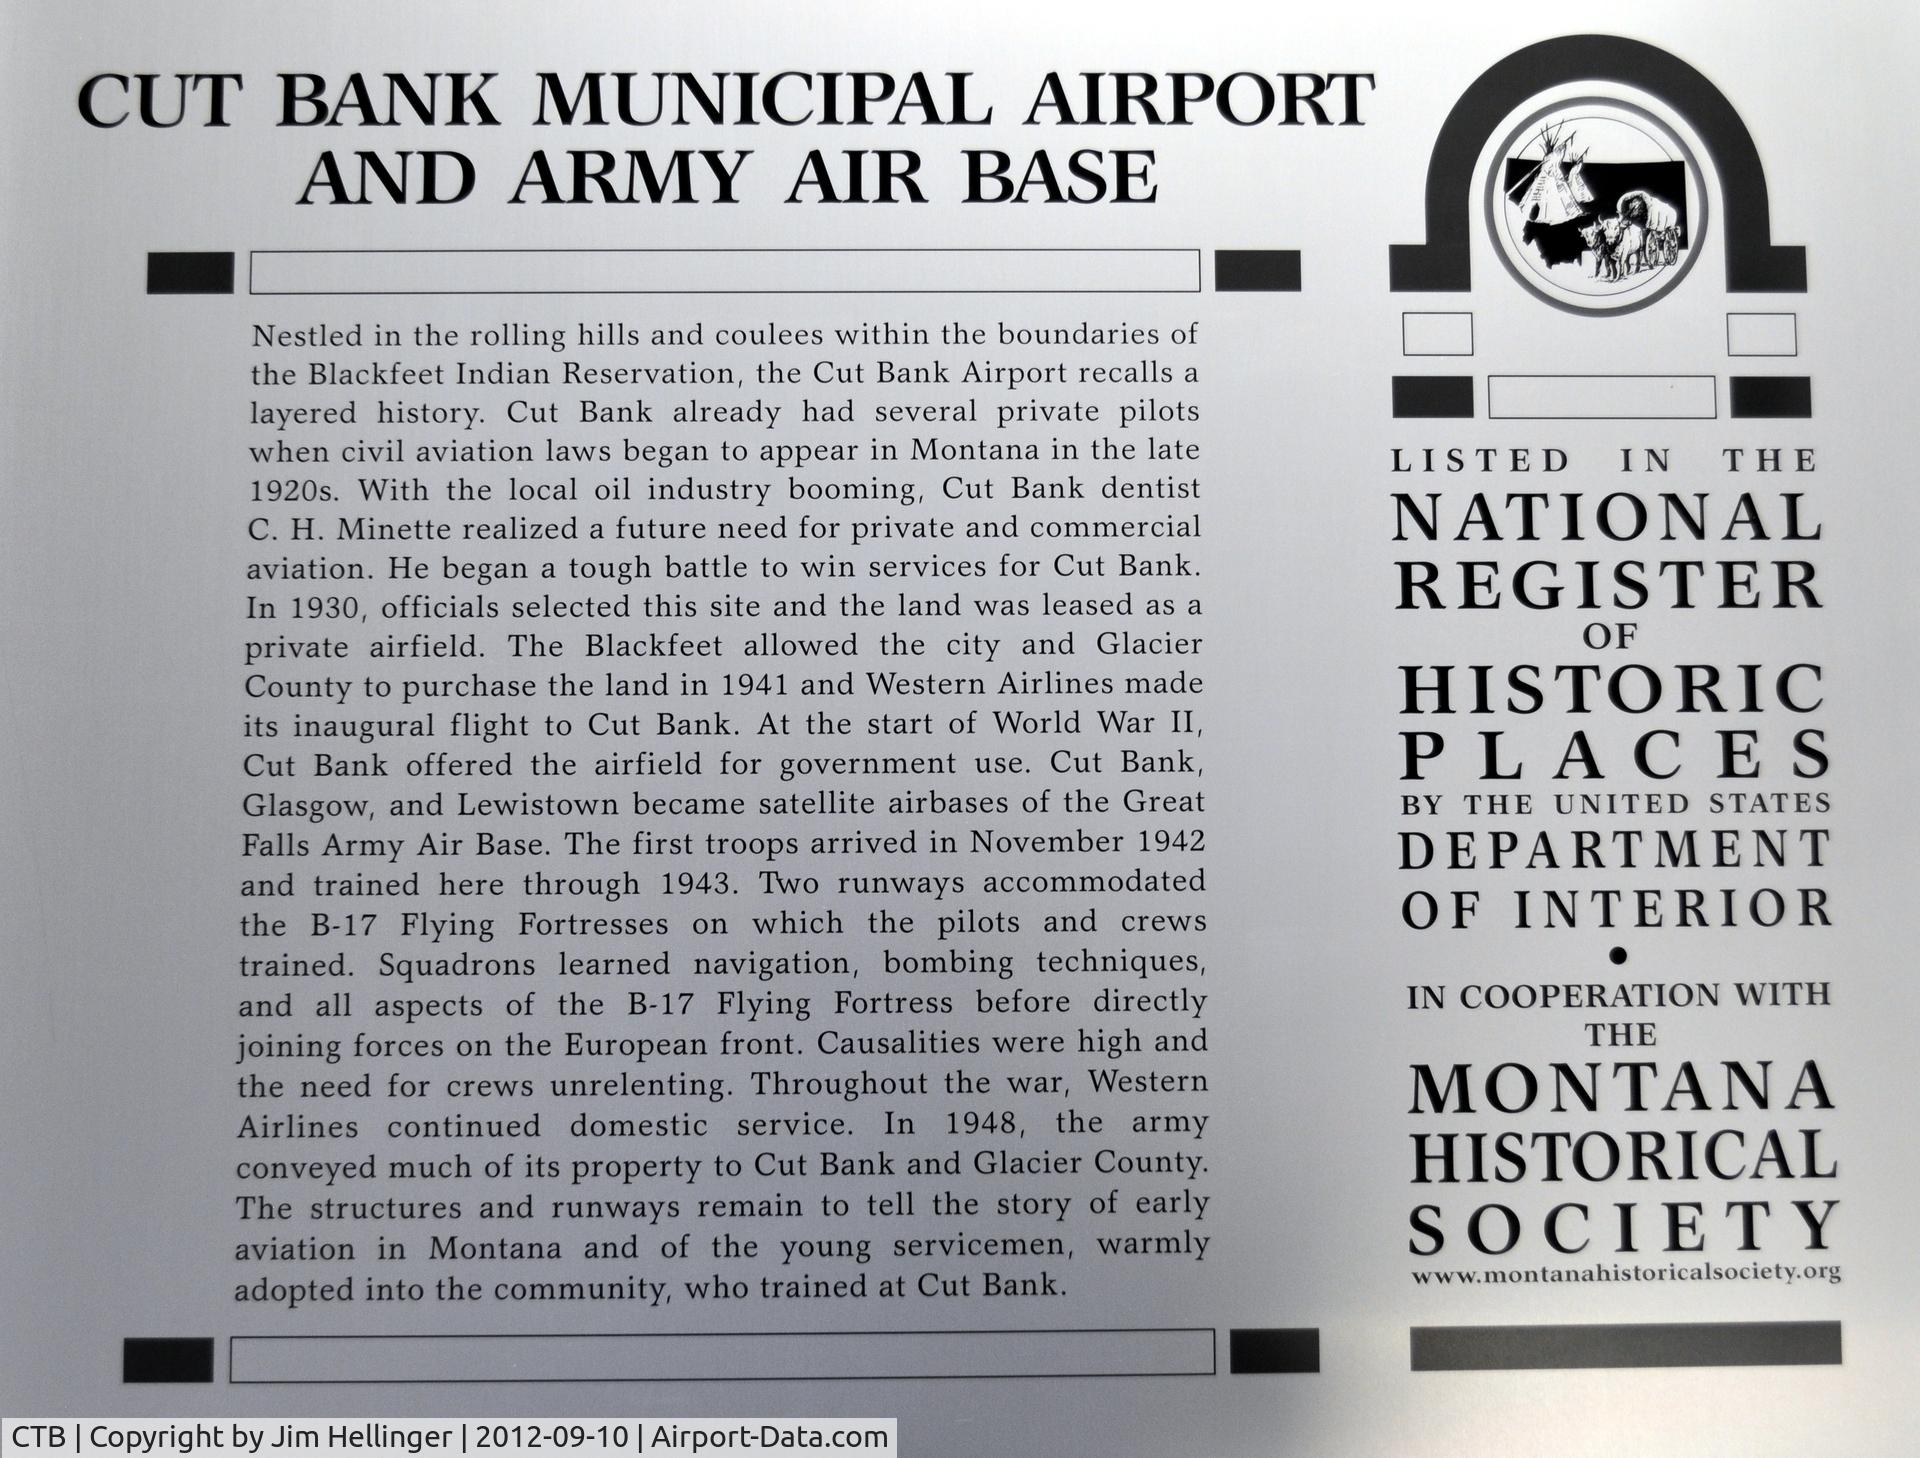 CUT BANK MUNICIPAL AIRPORT
AND ARMY AIR BASE
Nestled in the rolling hills and coulees within the boundaries of
the Blackfeet Indian Reservation, the Cut Bank Airport recalls a
layered history. Cut Bank already had several private pilots
when civil aviation laws began to appear in Montana in the late
1920s. With the local oil industry booming, Cut Bank dentist
C. H. Minette realized a future need for private and commercial
aviation. He began a tough battle to win services for Cut Bank.
In 1930, officials selected this site and the land was leased as a
private airfield. The Blackfeet allowed the city and Glacier
County to purchase the land in 1941 and Western Airlines made
its inaugural flight to Cut Bank. At the start of World War II,
Cut Bank offered the airfield for government use. Cut Bank,
Glasgow, and Lewistown became satellite airbases of the Great
Falls Army Air Base. The first troops arrived in November 1942
and trained here through 1943. Two runways accommodated
the B-17 Flying Fortresses on which the pilots and crews
trained. Squadrons learned navigation, bombing techniques,
and all aspects of the B-17 Flying Fortress before directly
joining forces on the European front. Causalities were high and
the need for crews unrelenting. Throughout the war, Western
Airlines continued domestic service. In 1948, the army
conveyed much of its property to Cut Bank and Glacier County.
The structures and runways remain to tell the story of early
aviation in Montana and of the young servicemen, warmly
adopted into the community, who trained at Cut Bank.
LISTED IN THE
NATIONAL
REGISTER
OF
HISTORIC
PLACES
BY THE UNITED STATES
DEPARTMENT
OF INTERIOR
•
IN COOPERATION WITH
THE
MONTANA
HISTORICAL
SOCIETY
www.montanahistoricalsociety.org
CTB | Copyright by Jim Hellinger | 2012-09-10 | Airport-Data.com